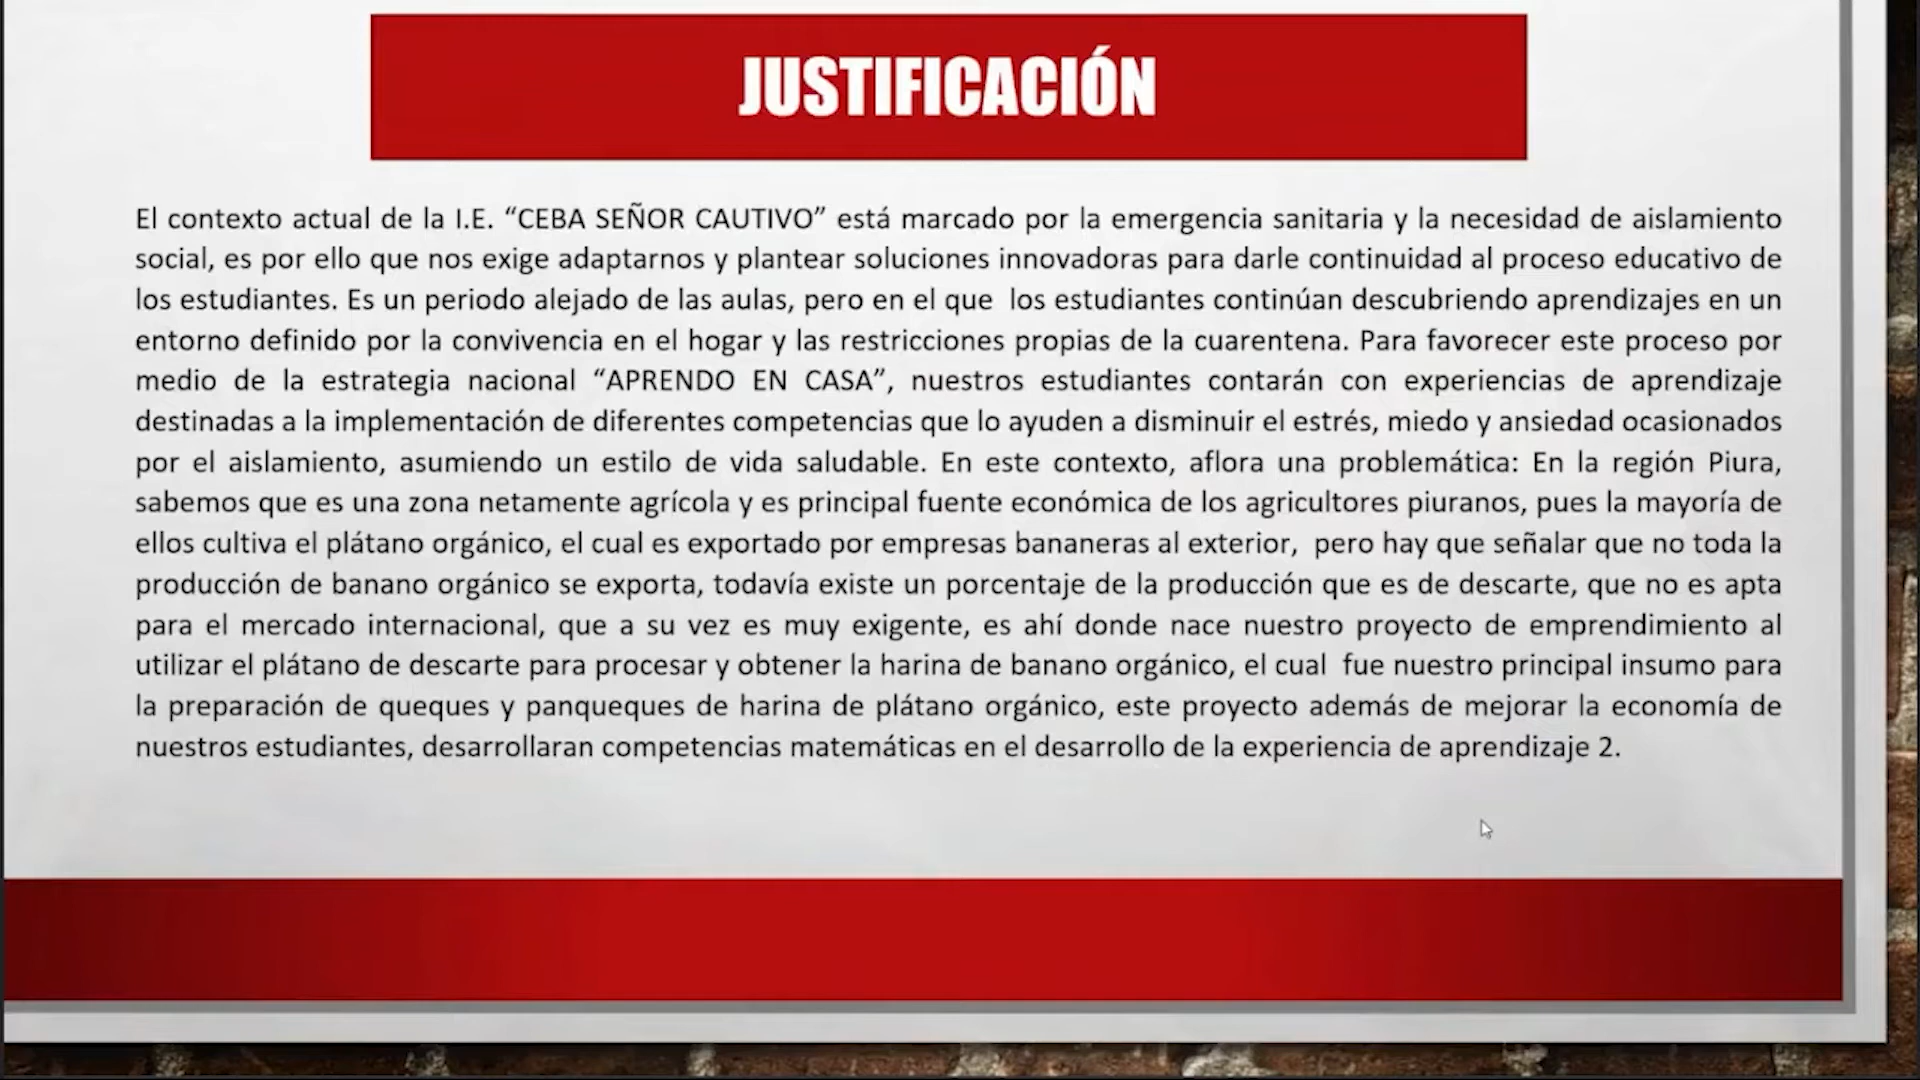 JUSTIFICACIÓN
El contexto actual de la I.E. “CEBA SEÑOR CAUTIVO” está marcado por la emergencia sanitaria y la necesidad de aislamiento
social, es por ello que nos exige adaptarnos y plantear soluciones innovadoras para darle continuidad al proceso educativo de
los estudiantes. Es un periodo alejado de las aulas, pero en el que los estudiantes continúan descubriendo aprendizajes en un
entorno definido por la convivencia en el hogar y las restricciones propias de la cuarentena. Para favorecer este proceso por
medio de la estrategia nacional “APRENDO EN CASA”, nuestros estudiantes contarán con experiencias de aprendizaje
destinadas a la implementación de diferentes competencias que lo ayuden a disminuir el estrés, miedo y ansiedad ocasionados
por el aislamiento, asumiendo un estilo de vida saludable. En este contexto, aflora una problemática: En la región Piura,
sabemos que es una zona netamente agrícola y es principal fuente económica de los agricultores piuranos, pues la mayoría de
ellos cultiva el plátano orgánico, el cual es exportado por empresas bananeras al exterior, pero hay que señalar que no toda la
producción de banano orgánico se exporta, todavía existe un porcentaje de la producción que es de descarte, que no es apta
para el mercado internacional, que a su vez es muy exigente, es ahí donde nace nuestro proyecto de emprendimiento al
utilizar el plátano de descarte para procesar y obtener la harina de banano orgánico, el cual fue nuestro principal insumo para
la preparación de queques y panqueques de harina de plátano orgánico, este proyecto además de mejorar la economía de
nuestros estudiantes, desarrollaran competencias matemáticas en el desarrollo de la experiencia de aprendizaje 2.